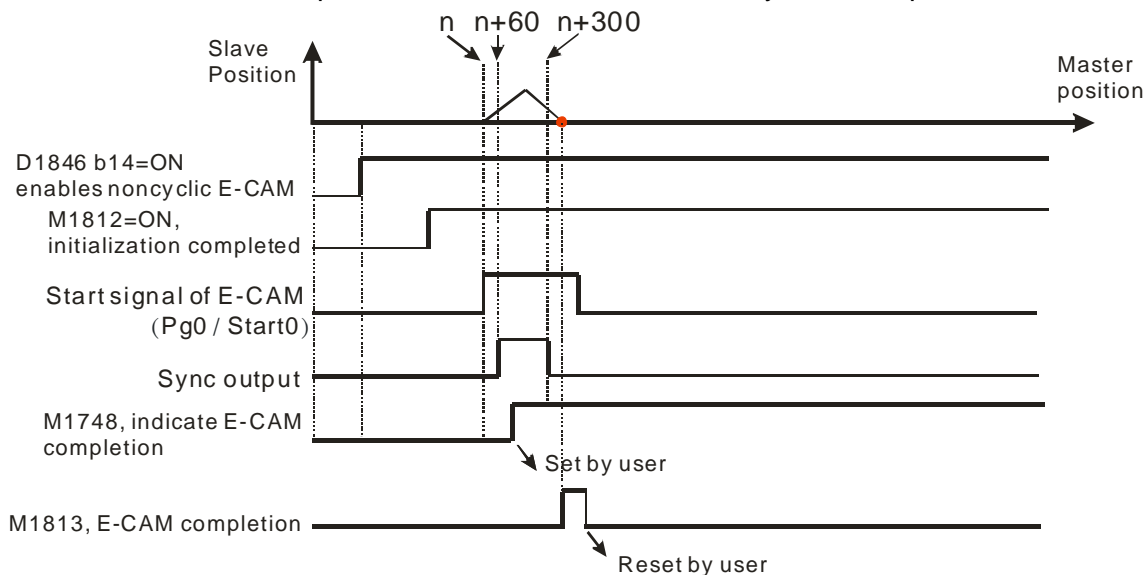 n n+60 n+300
Slave
Position
Master
position
D1846 b14=ON
enables noncyclic E-CAM
M1812=ON,
initialization completed
Start signal of E-CAM
(Pg0 / Start0)
Sync output
M1748, indicate E-CAM
completion
Set by user
M1813, E-CAM completion
Reset by user